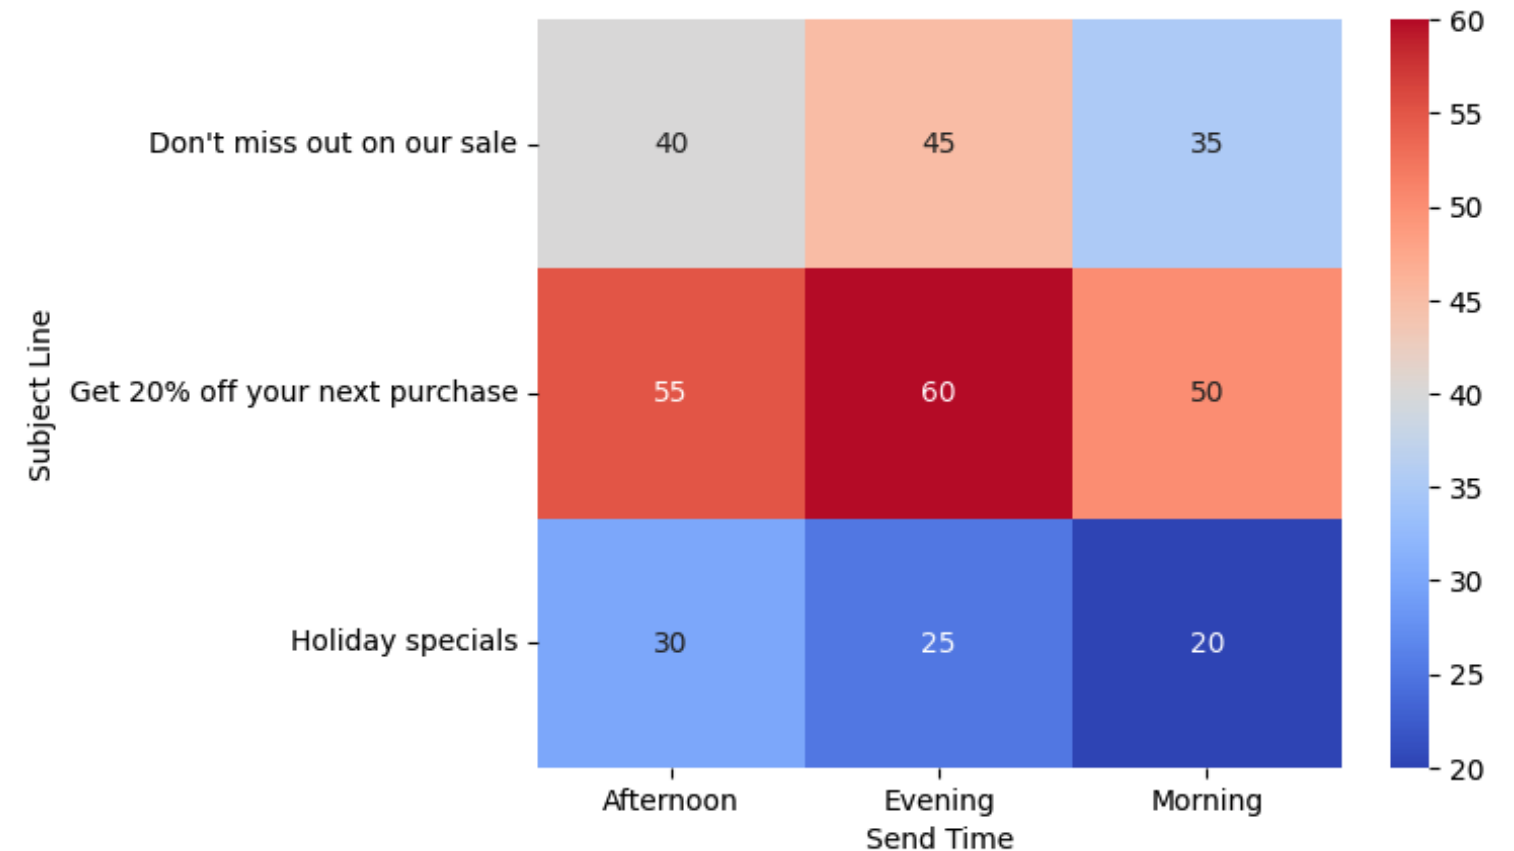 Don't miss out on our sale 40 45 35
Get 20% off your next purchase 55 60 50
Holiday specials 30 25 20
Subject Line
Afternoon Evening Morning
Send Time
60
55
50
45
40
35
30
25
20